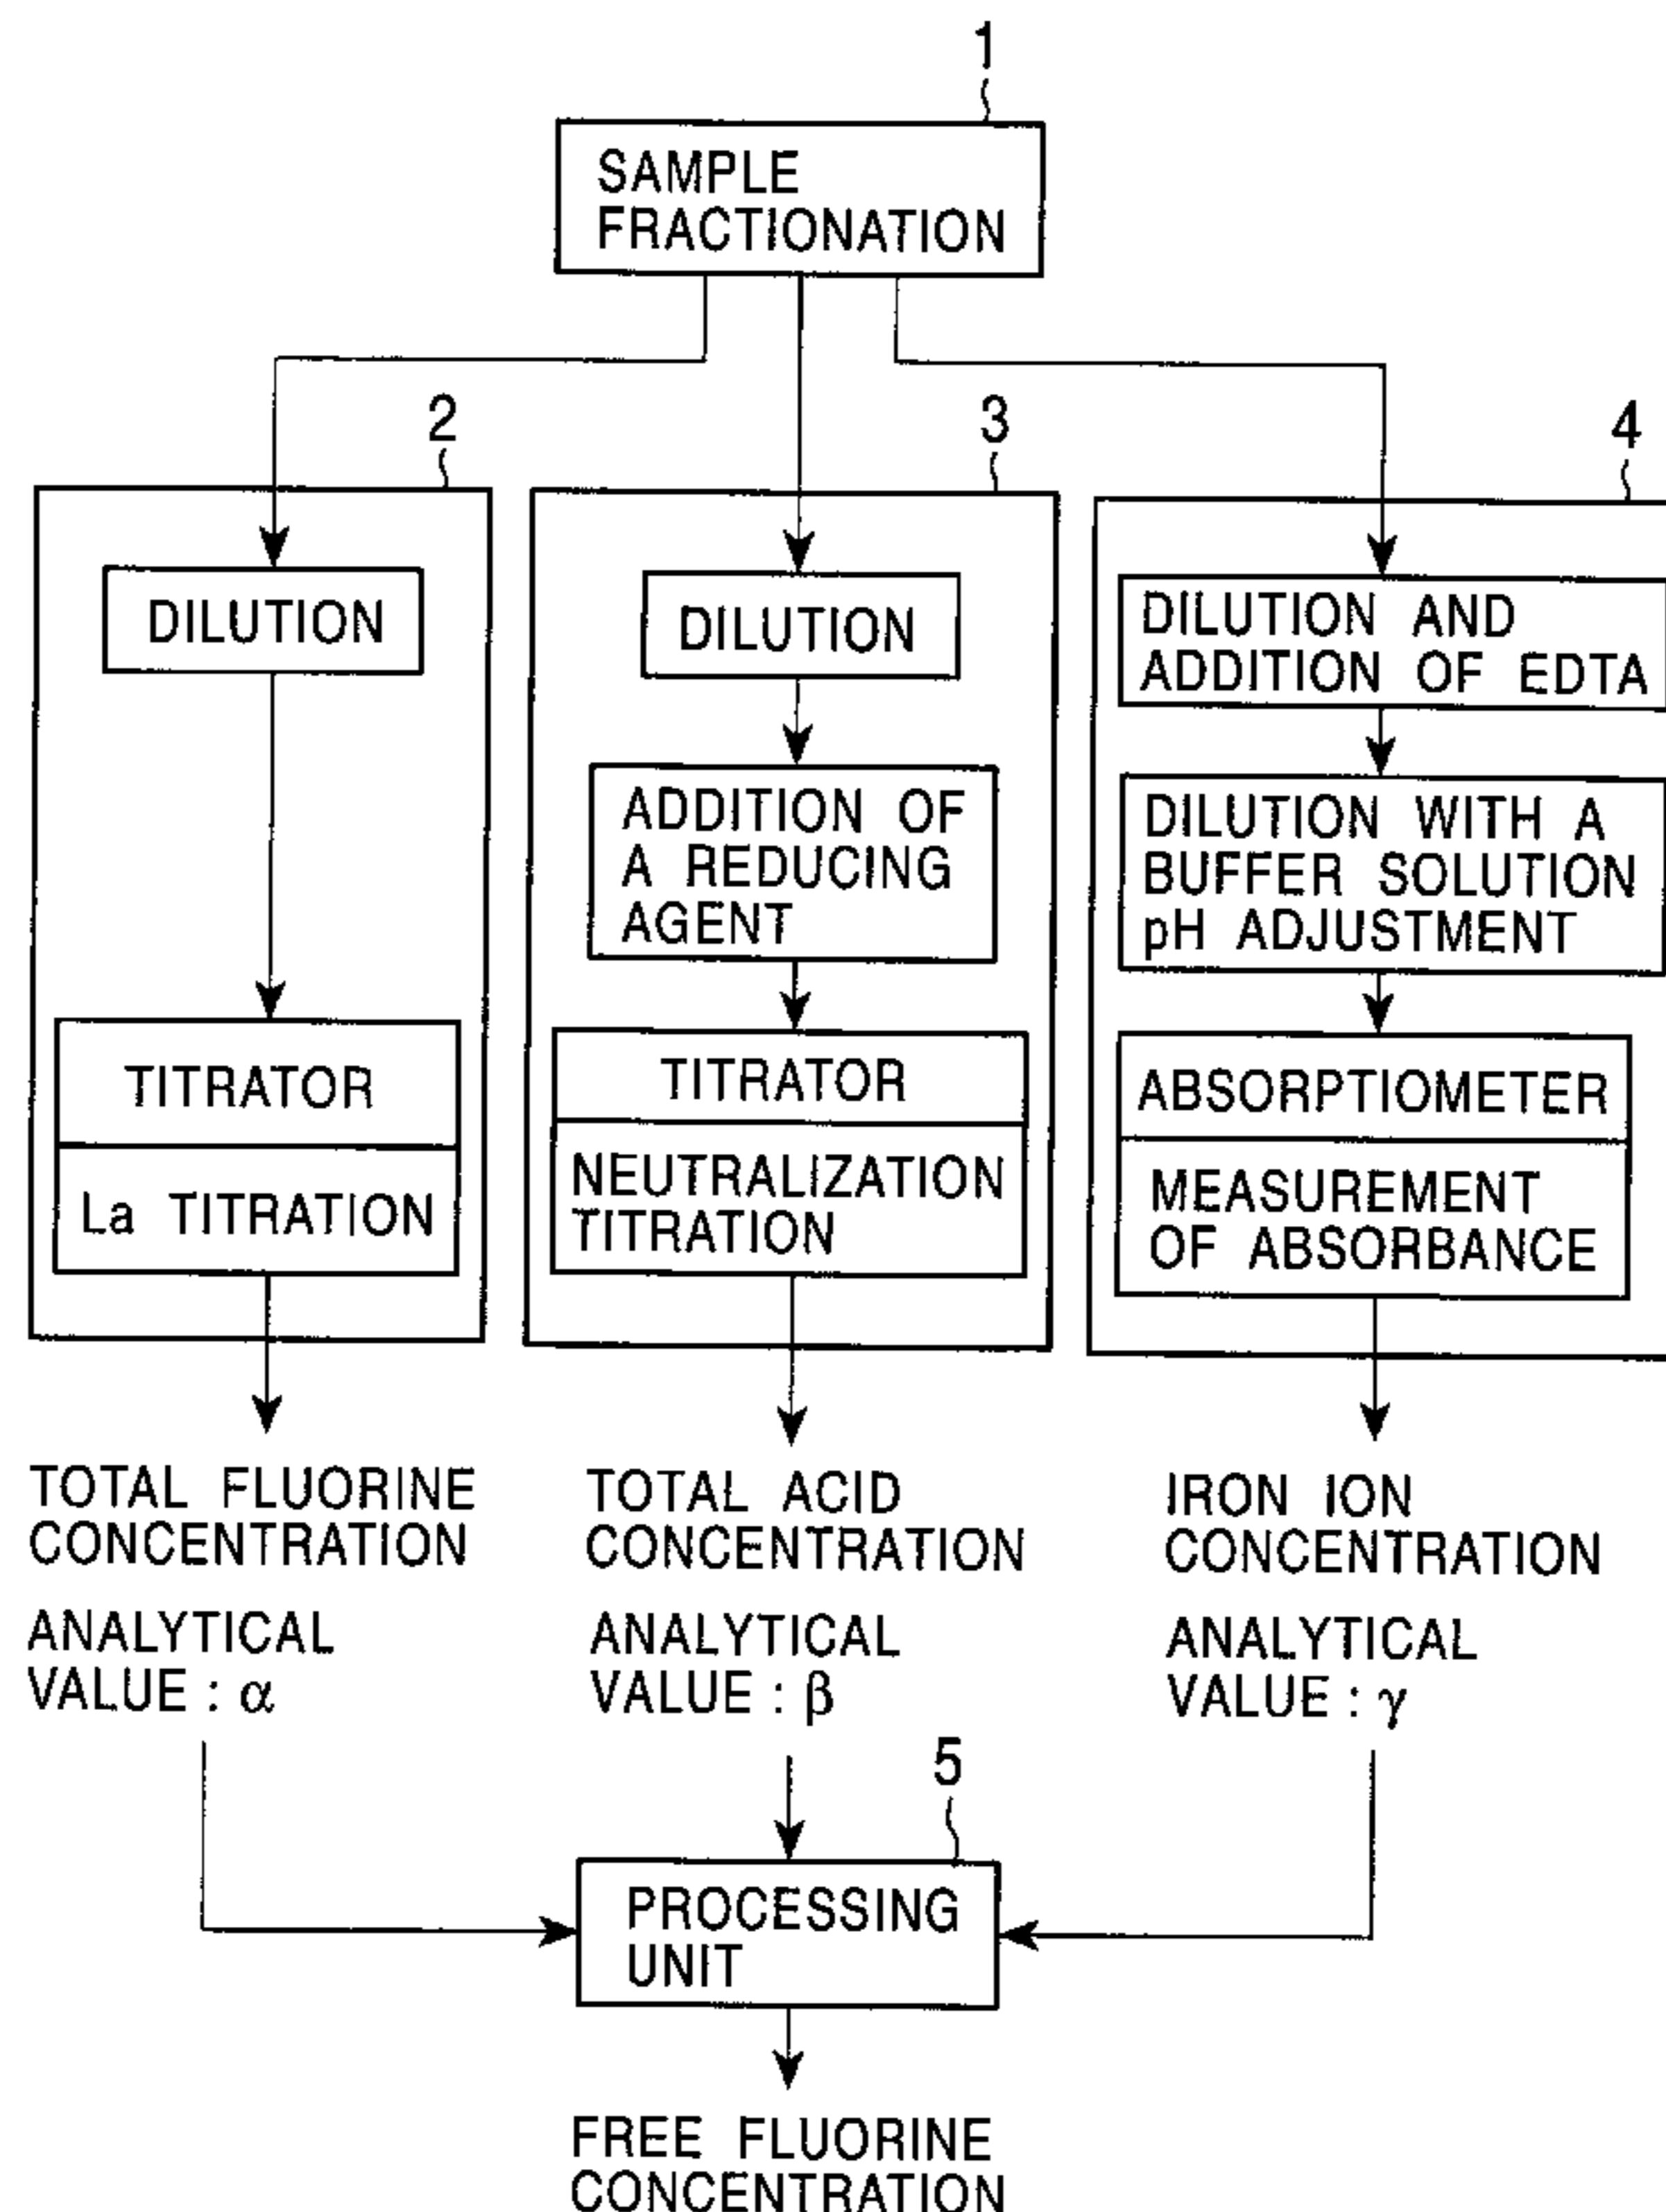 1
SAMPLE
FRACTIONATION
2
3
4
DILUTION
TITRATOR
La TITRATION
DILUTION
ADDITION OF
A REDUCING
AGENT
TITRATOR
NEUTRALIZATION
TITRATION
DILUTION AND
ADDITION OF EDTA
DILUTION WITH A
BUFFER SOLUTION
pH ADJUSTMENT
ABSORPTIOMETER
MEASUREMENT
OF ABSORBANCE
TOTAL FLUORINE
CONCENTRATION
ANALYTICAL
VALUE : α
TOTAL ACID
CONCENTRATION
ANALYTICAL
VALUE : β
IRON ION
CONCENTRATION
ANALYTICAL
VALUE : γ
5
PROCESSING
UNIT
FREE FLUORINE
CONCENTRATION